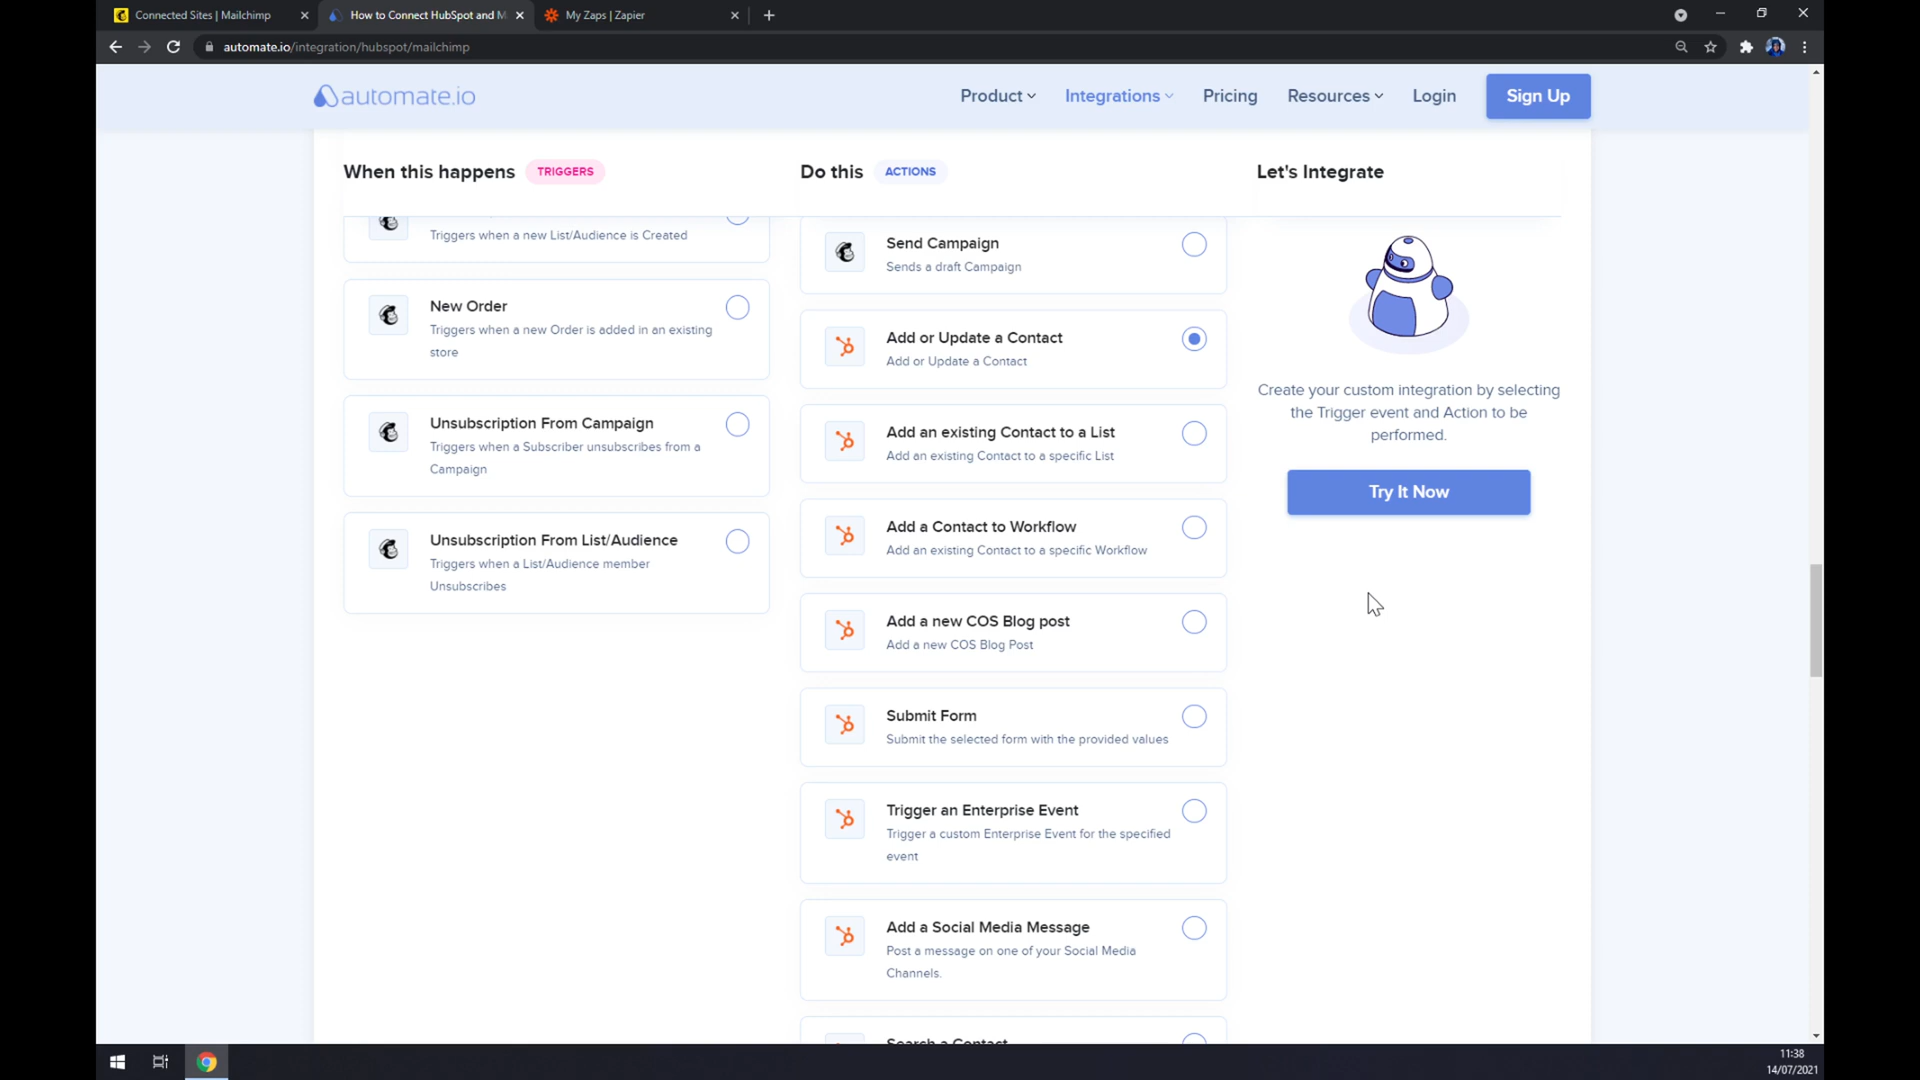 Connected Sites | Mailchimp
How to Connect HubSpot and M
My Zaps | Zapier
automate.io/integration/hubspot/mailchimp
automate.io
Product
Integrations
Pricing
Resources
Login
Sign Up
When this happens TRIGGERS
Do this ACTIONS
Let's Integrate
Triggers when a new List/Audience is Created
New Order
Triggers when a new Order is added in an existing
store
Unsubscription From Campaign
Triggers when a Subscriber unsubscribes from a
Campaign
Unsubscription From List/Audience
Triggers when a List/Audience member
Unsubscribes
Send Campaign
Sends a draft Campaign
Add or Update a Contact
Add or Update a Contact
Add an existing Contact to a List
Add an existing Contact to a specific List
Add a Contact to Workflow
Add an existing Contact to a specific Workflow
Add a new COS Blog post
Add a new COS Blog Post
Submit Form
Submit the selected form with the provided values
Trigger an Enterprise Event
Trigger a custom Enterprise Event for the specified
event
Add a Social Media Message
Post a message on one of your Social Media
Channels.
Search a Contact
Create your custom integration by selecting
the Trigger event and Action to be
performed.
Try It Now
11:38
14/07/2021